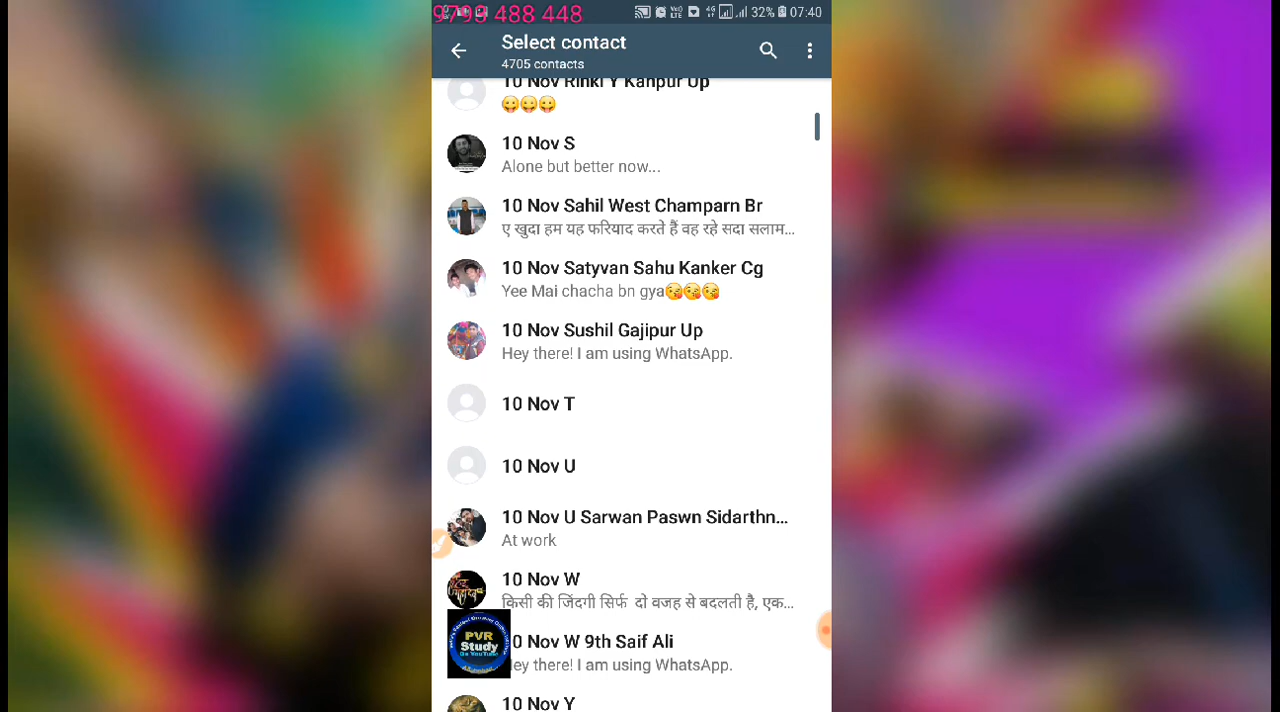 9793 488 448
32% 07:40
Select contact
4705 contacts
10 Nov Rinki Y Kanpur Up
😛😛😛
10 Nov S
Alone but better now...
10 Nov Sahil West Champarn Br
ए खुदा हम यह फरियाद करते हैं वह रहे सदा सलाम...
10 Nov Satyvan Sahu Kanker Cg
Yee Mai chacha bn gya😘😘😘
10 Nov Sushil Gajipur Up
Hey there! I am using WhatsApp.
10 Nov T
10 Nov U
10 Nov U Sarwan Paswn Sidarthn...
At work
10 Nov W
किसी की जिंदगी सिर्फ दो वजह से बदलती है, एक...
PVR
Study
On YouTube
0 Nov W 9th Saif Ali
ey there! I am using WhatsApp.
10 Nov Y